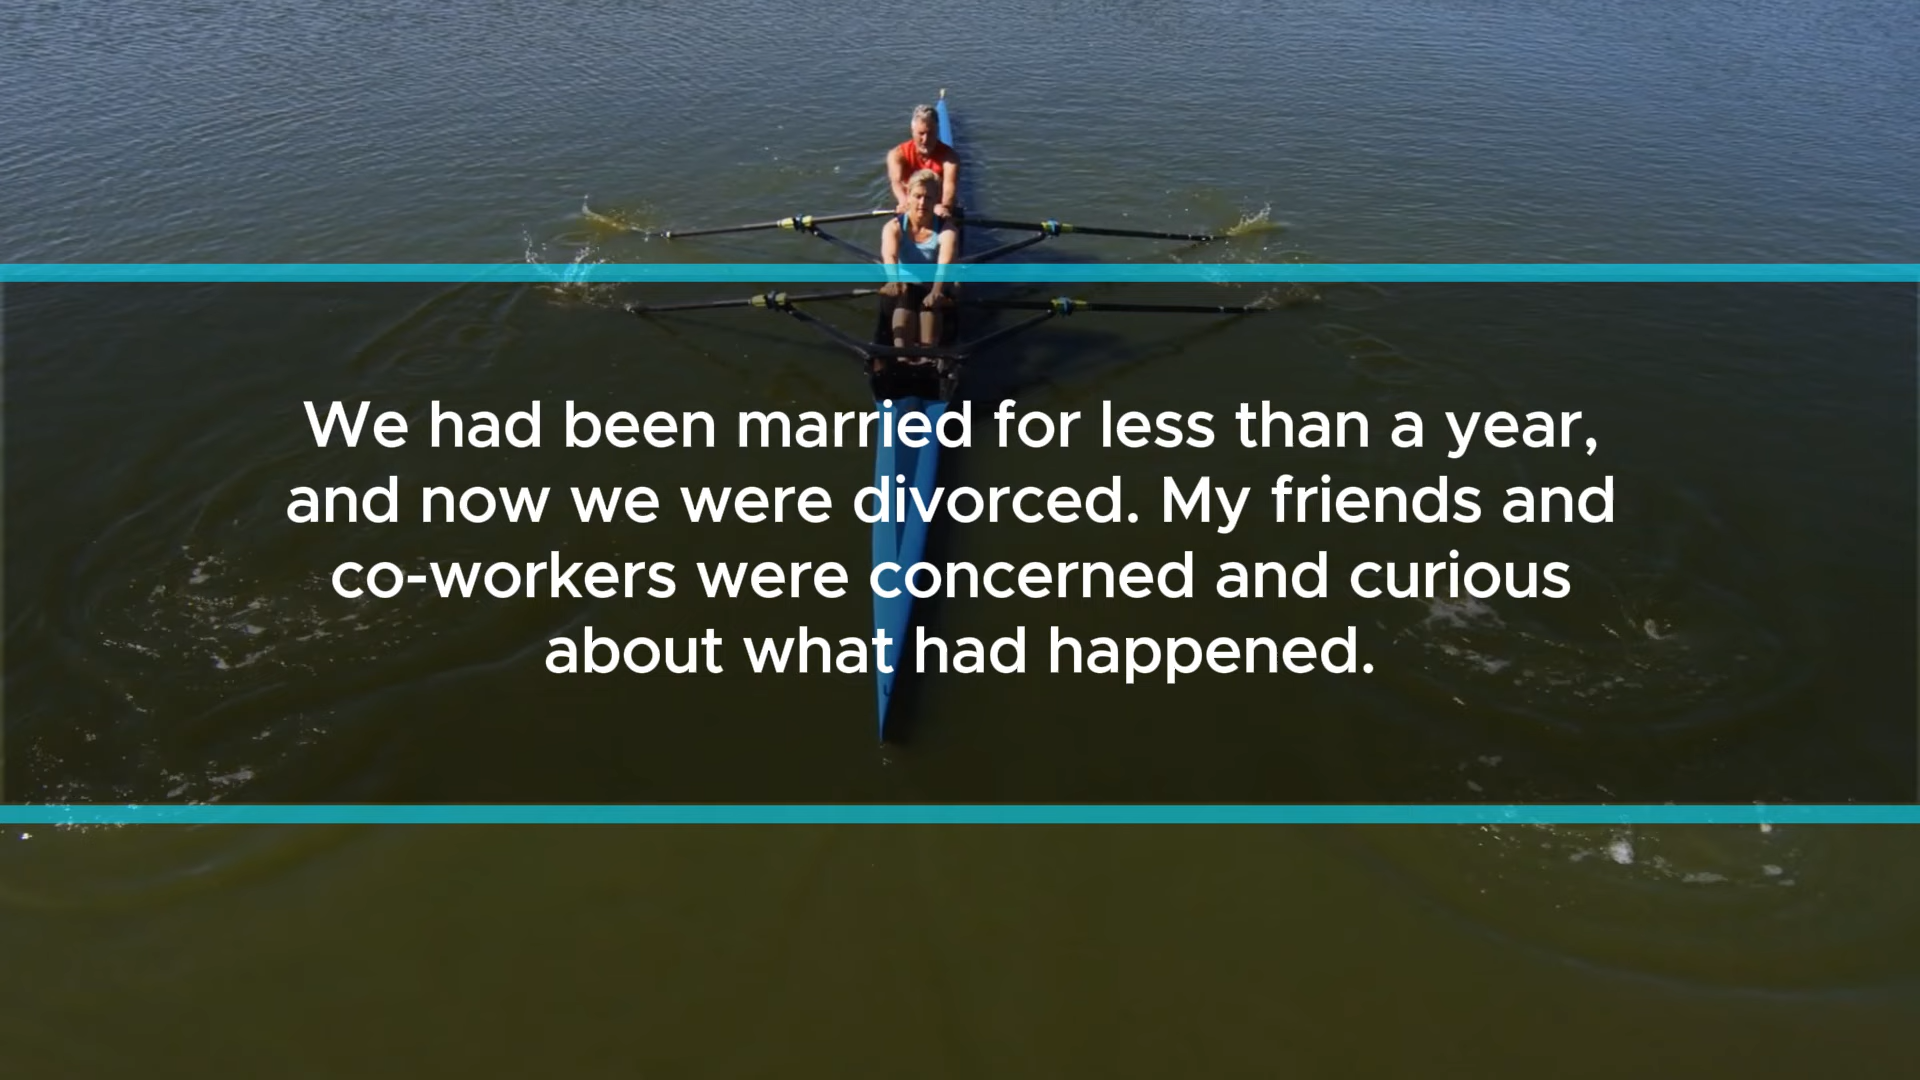 We had been married for less than a year,
and now we were divorced. My friends and
co-workers were concerned and curious
about what had happened.